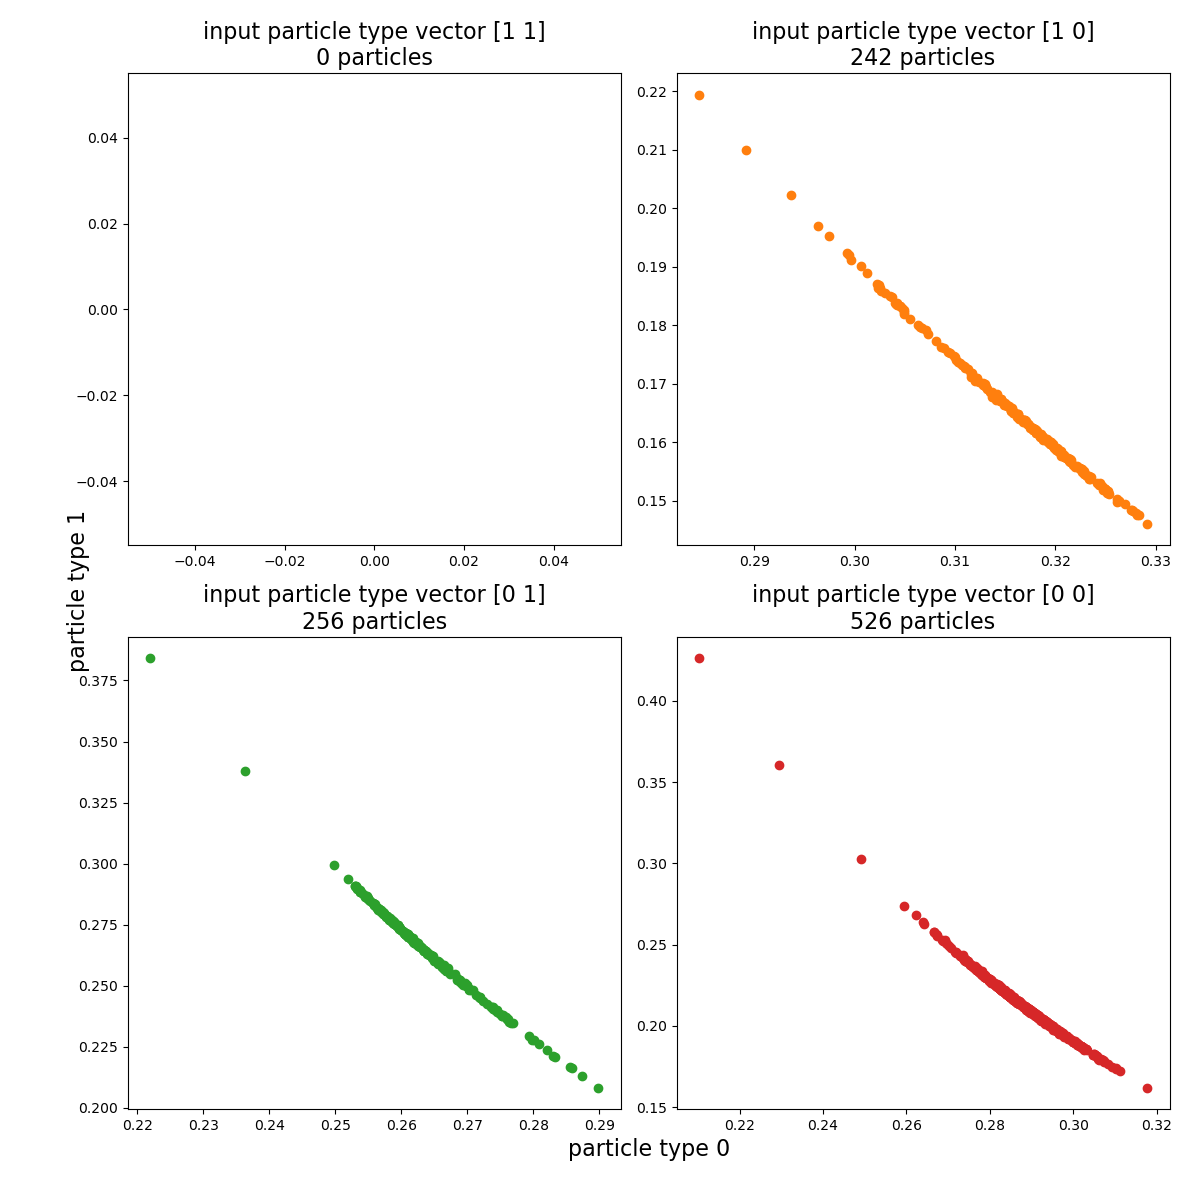 input particle type vector [1 1]
0 particles
0.04
0.02
0.00
−0.02
−0.04
−0.04 −0.02 0.00 0.02 0.04
input particle type vector [1 0]
242 particles
0.22
0.21
0.20
0.19
0.18
0.17
0.16
0.15
0.29 0.30 0.31 0.32 0.33
particle type 1
input particle type vector [0 1]
256 particles
0.375
0.350
0.325
0.300
0.275
0.250
0.225
0.200
0.22 0.23 0.24 0.25 0.26 0.27 0.28 0.29
input particle type vector [0 0]
526 particles
0.40
0.35
0.30
0.25
0.20
0.15
0.22 0.24 0.26 0.28 0.30 0.32
particle type 0